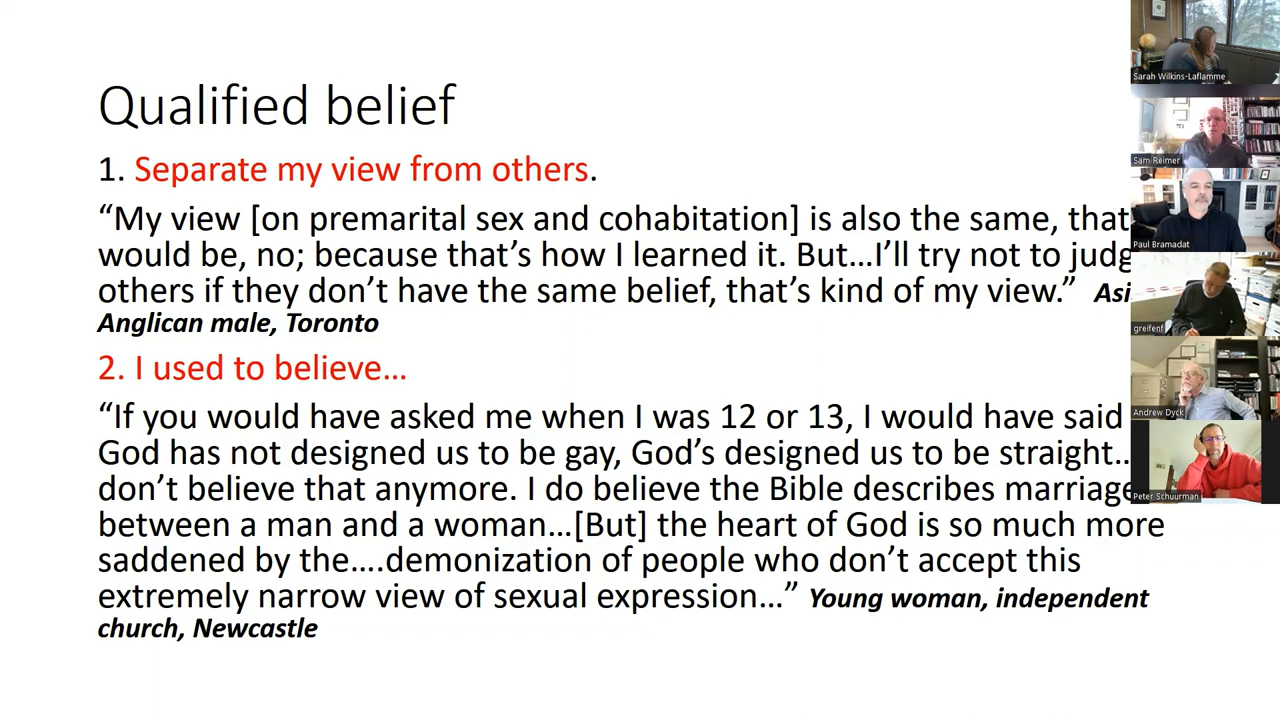 Qualified belief
1. Separate my view from others.
“My view [on premarital sex and cohabitation] is also the same, that
would be, no; because that’s how I learned it. But…I’ll try not to
others if they don’t have the same belief, that’s kind of my view.”
Anglican male, Toronto
2. I used to believe…
“If you would have asked me when I was 12 or 13, I would have said
God has not designed us to be gay, God’s designed us to be straight…
don’t believe that anymore. I do believe the Bible describes marriage
between a man and a woman…[But] the heart of God is so much more
saddened by the….demonization of people who don’t accept this
extremely narrow view of sexual expression…” Young woman, independent
church, Newcastle
Sarah Wilkins-Laflamme
Sam Reimer
Paul Bramadat
greifenf
Andrew Dyck
Peter Schuurman